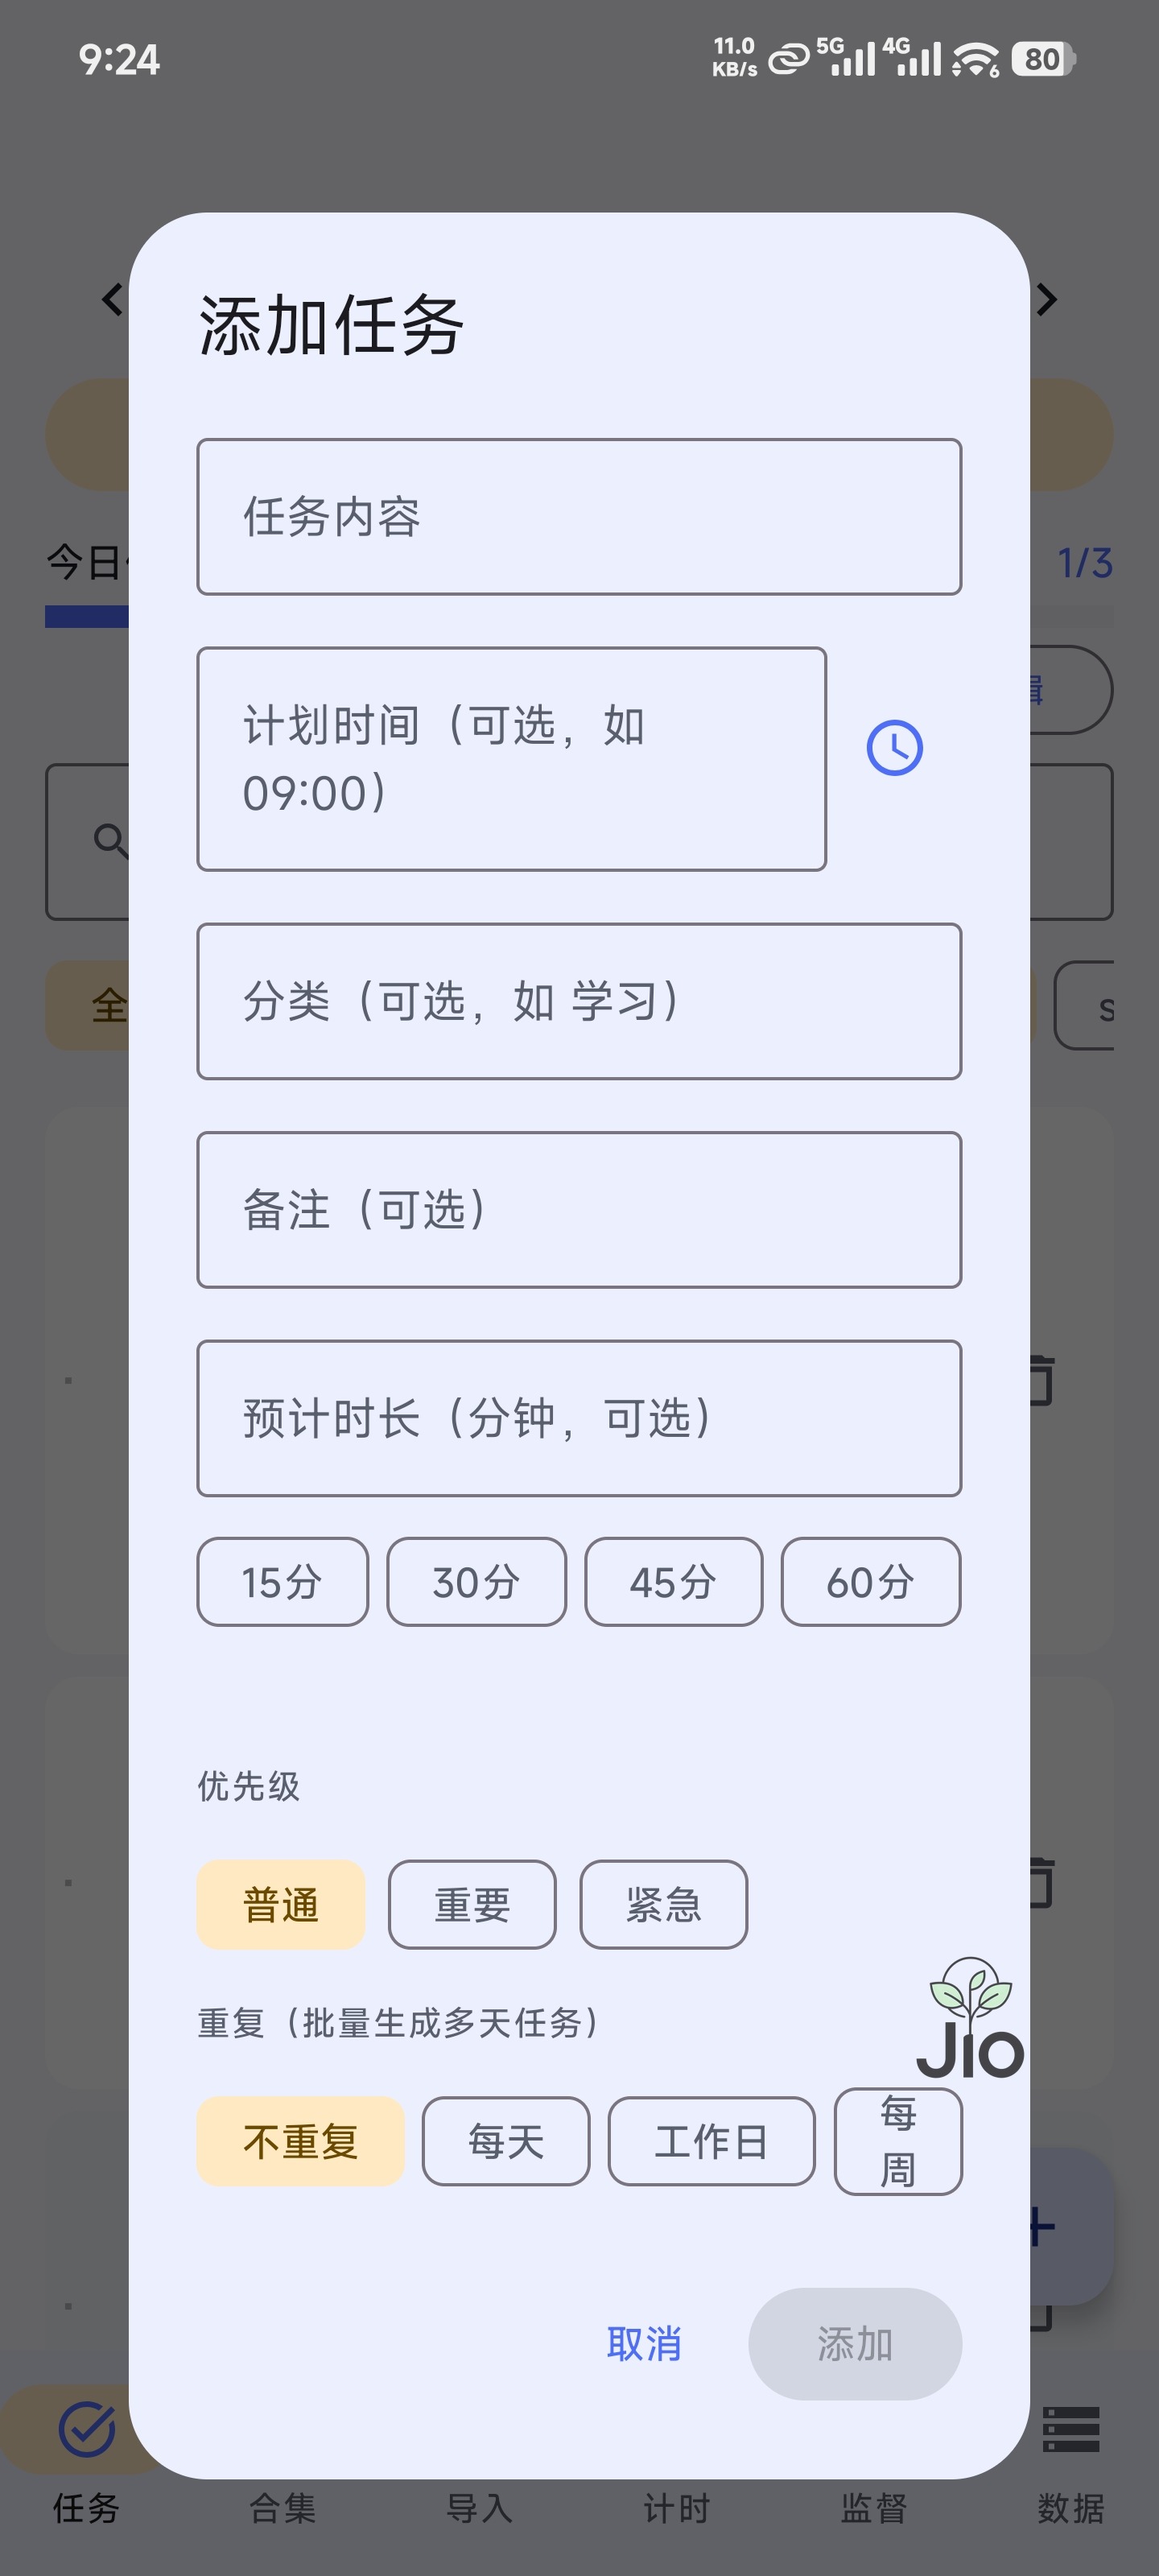 9:24
11.0 KB/s 5G 4G 6 80
添加任务
任务内容
今日
1/3
计划时间（可选，如
09:00）
分类（可选，如 学习）
全
备注（可选）
预计时长（分钟，可选）
15分 30分 45分 60分
优先级
普通 重要 紧急
重复（批量生成多天任务）
Jio
不重复 每天 工作日 每周
取消 添加
任务 合集 导入 计时 监督 数据